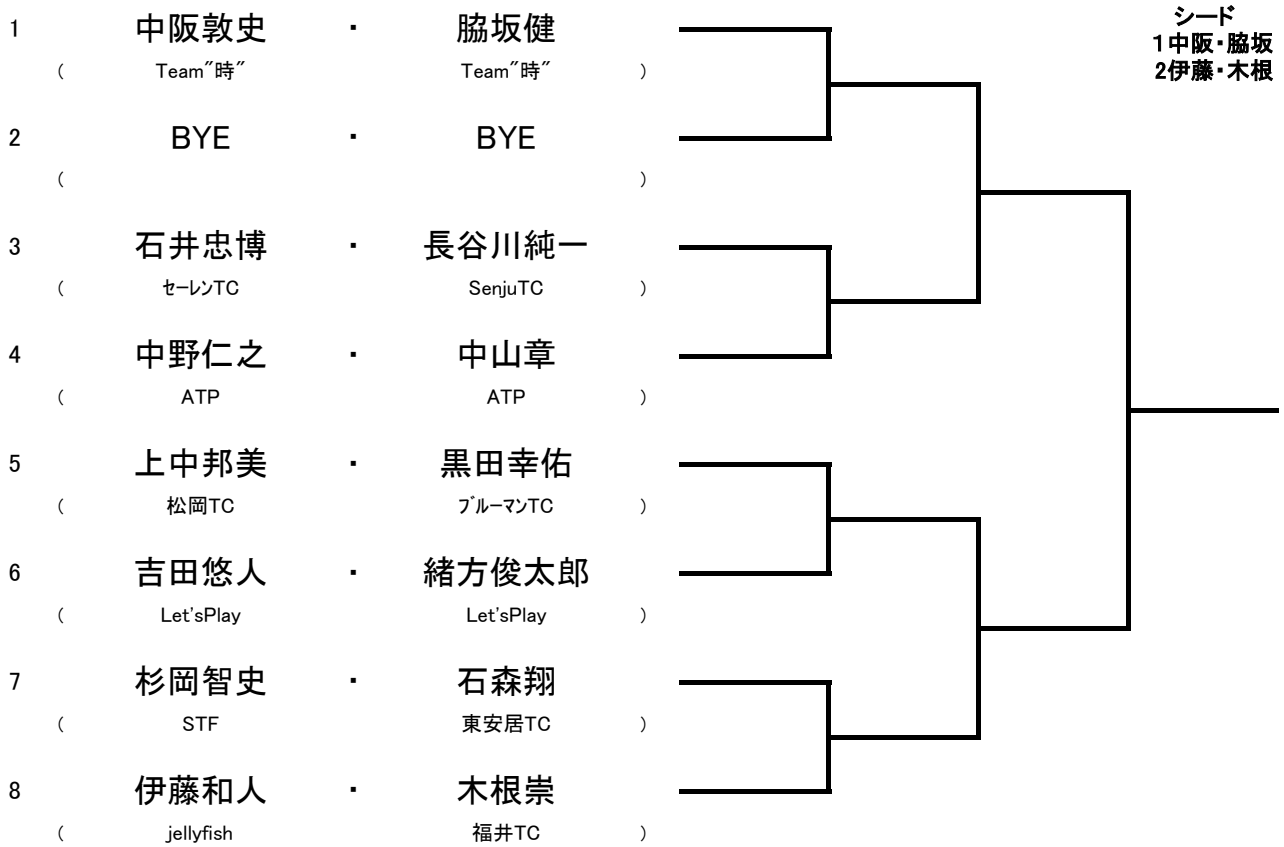 シード
1中阪・脇坂
2伊藤・木根
1 中阪敦史 ・ 脇坂健
( Team"時" Team"時" )
2 BYE ・ BYE
( )
3 石井忠博 ・ 長谷川純一
( ｾｰﾚﾝTC SenjuTC )
4 中野仁之 ・ 中山章
( ATP ATP )
5 上中邦美 ・ 黒田幸佑
( 松岡TC ﾌﾞﾙｰﾏﾝTC )
6 吉田悠人 ・ 緒方俊太郎
( Let'sPlay Let'sPlay )
7 杉岡智史 ・ 石森翔
( STF 東安居TC )
8 伊藤和人 ・ 木根崇
( jellyfish 福井TC )